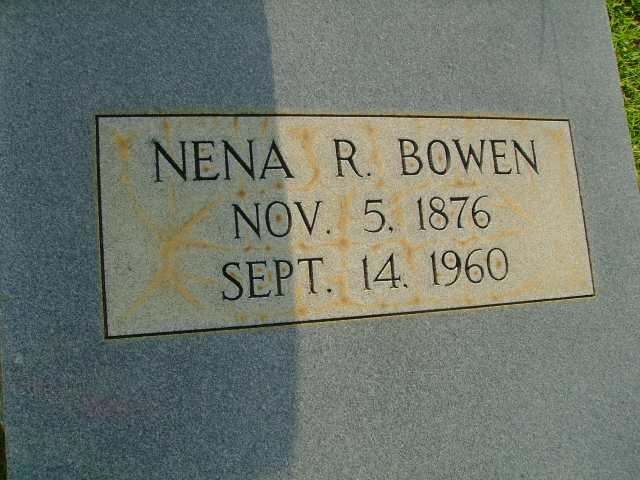 NENA R. BOWEN
NOV. 5, 1876
SEPT. 14, 1960